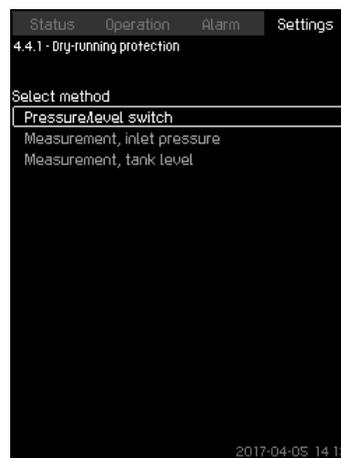 Status Operation Alarm Settings
4.4.1 - Dry-running protection
Select method
Pressure/level switch
Measurement, inlet pressure
Measurement, tank level
2017-04-05 14